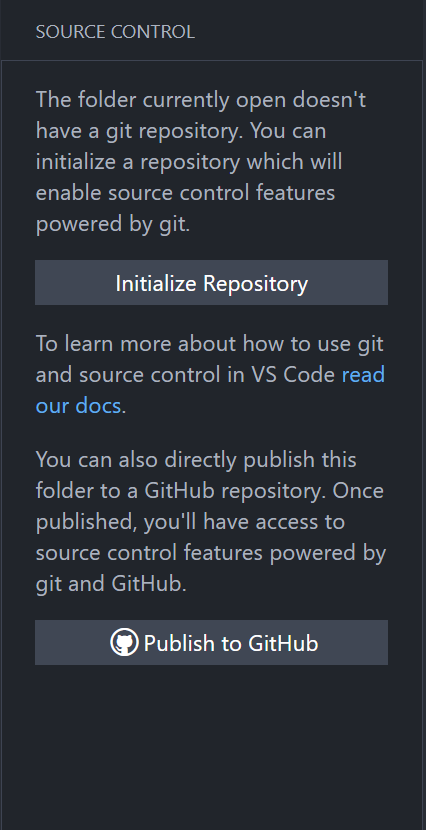 SOURCE CONTROL
The folder currently open doesn't
have a git repository. You can
initialize a repository which will
enable source control features
powered by git.
Initialize Repository
To learn more about how to use git
and source control in VS Code read
our docs.
You can also directly publish this
folder to a GitHub repository. Once
published, you'll have access to
source control features powered by
git and GitHub.
Publish to GitHub